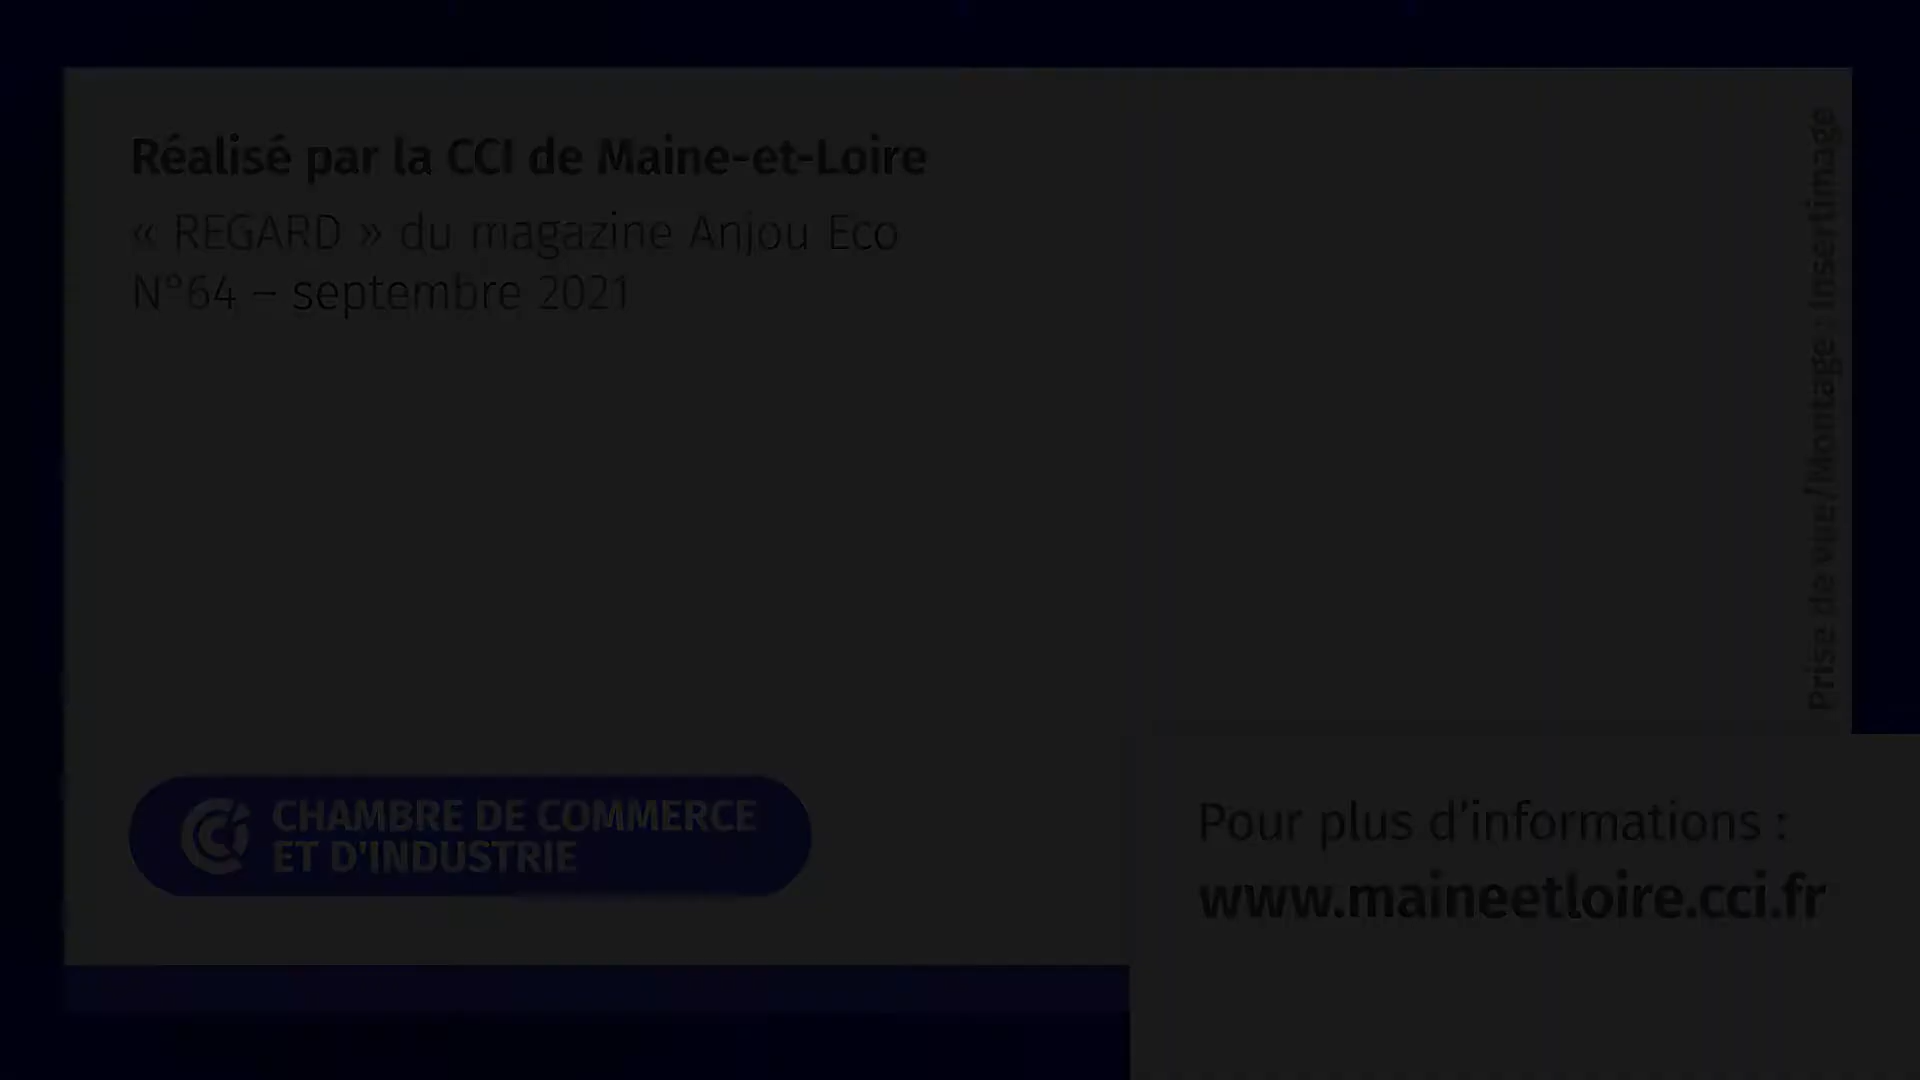 Réalisé par la CCI de Maine-et-Loire
« REGARD » du magazine Anjou Eco
N°64 – septembre 2021
Prise de vue/Montage : Insertimage
CHAMBRE DE COMMERCE
ET D'INDUSTRIE
Pour plus d’informations :
www.maineetloire.cci.fr